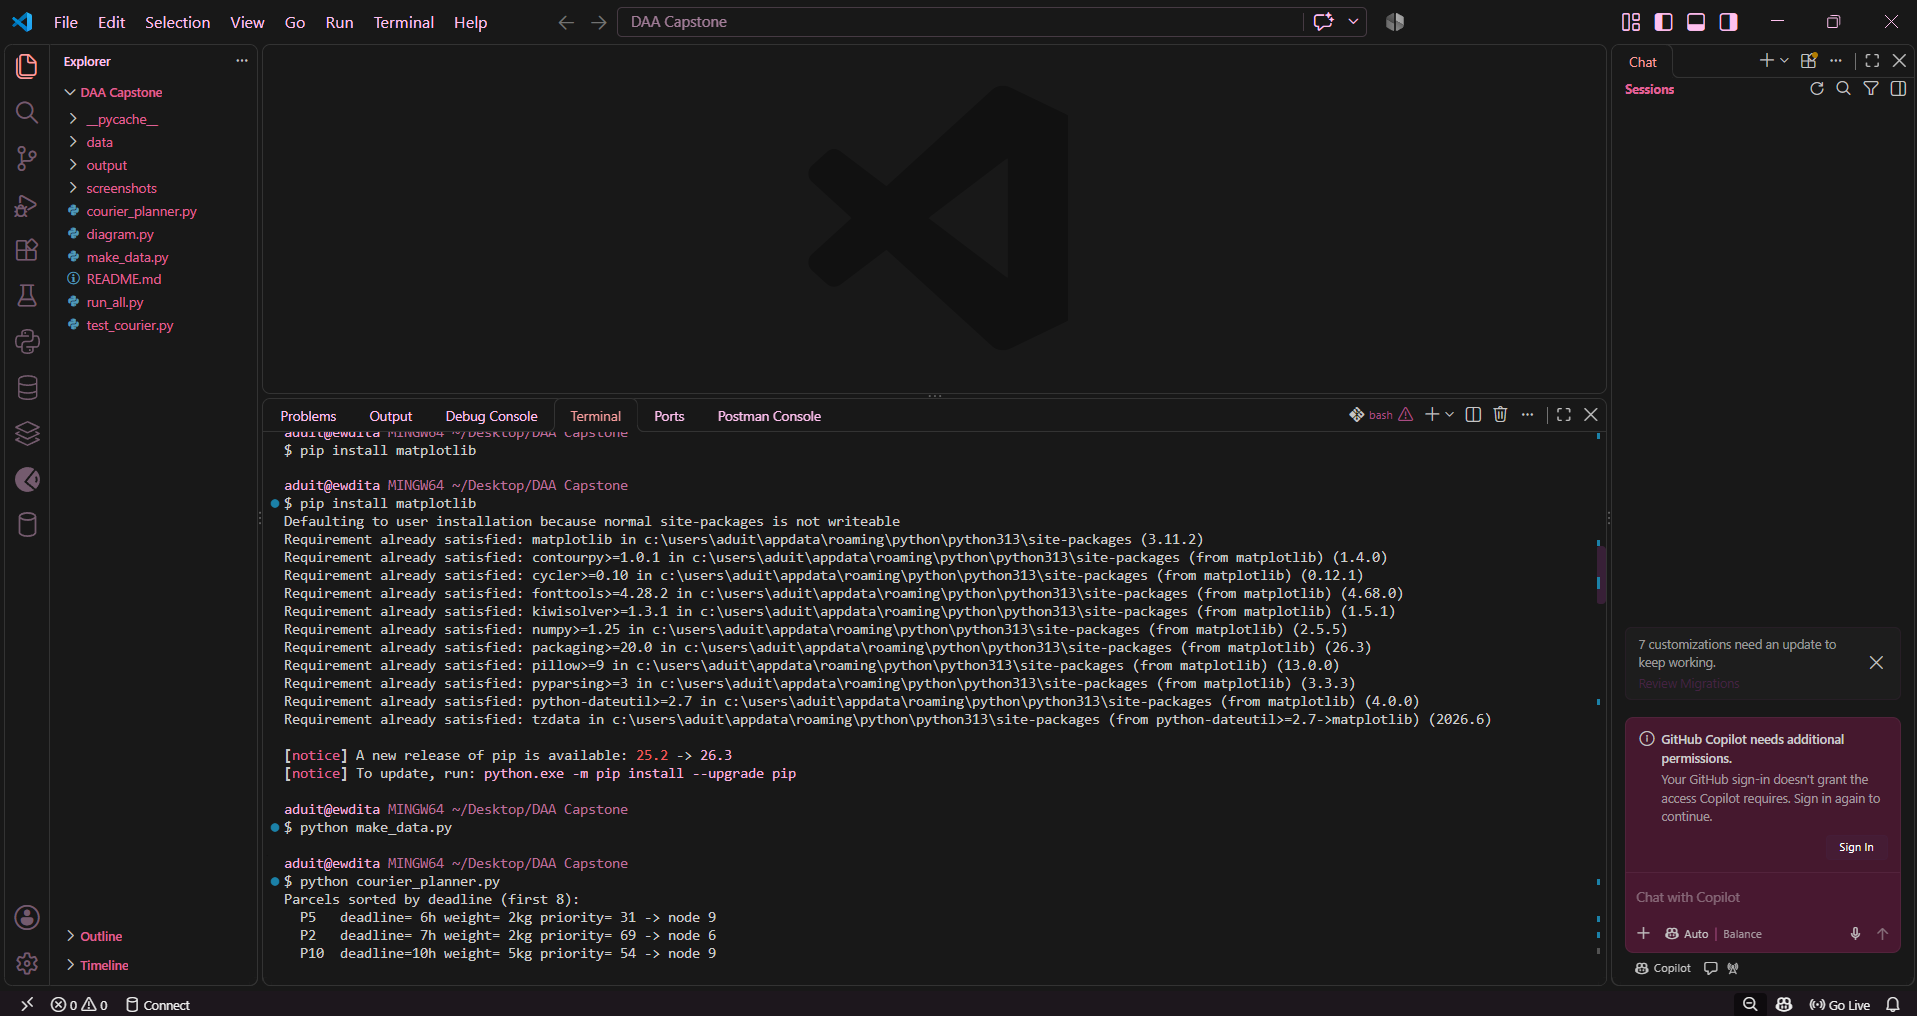 File Edit Selection View Go Run Terminal Help
DAA Capstone
Explorer
DAA Capstone
__pycache__
data
output
screenshots
courier_planner.py
diagram.py
make_data.py
README.md
run_all.py
test_courier.py
Outline
Timeline
Problems Output Debug Console Terminal Ports Postman Console
bash
aduit@ewdita MINGW64 ~/Desktop/DAA Capstone
$ pip install matplotlib
aduit@ewdita MINGW64 ~/Desktop/DAA Capstone
$ pip install matplotlib
Defaulting to user installation because normal site-packages is not writeable
Requirement already satisfied: matplotlib in c:\users\aduit\appdata\roaming\python\python313\site-packages (3.11.2)
Requirement already satisfied: contourpy>=1.0.1 in c:\users\aduit\appdata\roaming\python\python313\site-packages (from matplotlib) (1.4.0)
Requirement already satisfied: cycler>=0.10 in c:\users\aduit\appdata\roaming\python\python313\site-packages (from matplotlib) (0.12.1)
Requirement already satisfied: fonttools>=4.28.2 in c:\users\aduit\appdata\roaming\python\python313\site-packages (from matplotlib) (4.68.0)
Requirement already satisfied: kiwisolver>=1.3.1 in c:\users\aduit\appdata\roaming\python\python313\site-packages (from matplotlib) (1.5.1)
Requirement already satisfied: numpy>=1.25 in c:\users\aduit\appdata\roaming\python\python313\site-packages (from matplotlib) (2.5.5)
Requirement already satisfied: packaging>=20.0 in c:\users\aduit\appdata\roaming\python\python313\site-packages (from matplotlib) (26.3)
Requirement already satisfied: pillow>=9 in c:\users\aduit\appdata\roaming\python\python313\site-packages (from matplotlib) (13.0.0)
Requirement already satisfied: pyparsing>=3 in c:\users\aduit\appdata\roaming\python\python313\site-packages (from matplotlib) (3.3.3)
Requirement already satisfied: python-dateutil>=2.7 in c:\users\aduit\appdata\roaming\python\python313\site-packages (from matplotlib) (4.0.0)
Requirement already satisfied: tzdata in c:\users\aduit\appdata\roaming\python\python313\site-packages (from python-dateutil>=2.7->matplotlib) (2026.6)
[notice] A new release of pip is available: 25.2 -> 26.3
[notice] To update, run: python.exe -m pip install --upgrade pip
aduit@ewdita MINGW64 ~/Desktop/DAA Capstone
$ python make_data.py
aduit@ewdita MINGW64 ~/Desktop/DAA Capstone
$ python courier_planner.py
Parcels sorted by deadline (first 8):
P5 deadline= 6h weight= 2kg priority= 31 -> node 9
P2 deadline= 7h weight= 2kg priority= 69 -> node 6
P10 deadline=10h weight= 5kg priority= 54 -> node 9
Chat
Sessions
7 customizations need an update to
keep working.
Review Migrations
GitHub Copilot needs additional
permissions.
Your GitHub sign-in doesn't grant the
access Copilot requires. Sign in again to
continue.
Sign In
Chat with Copilot
Auto | Balance
Copilot
0 0 Connect
Go Live